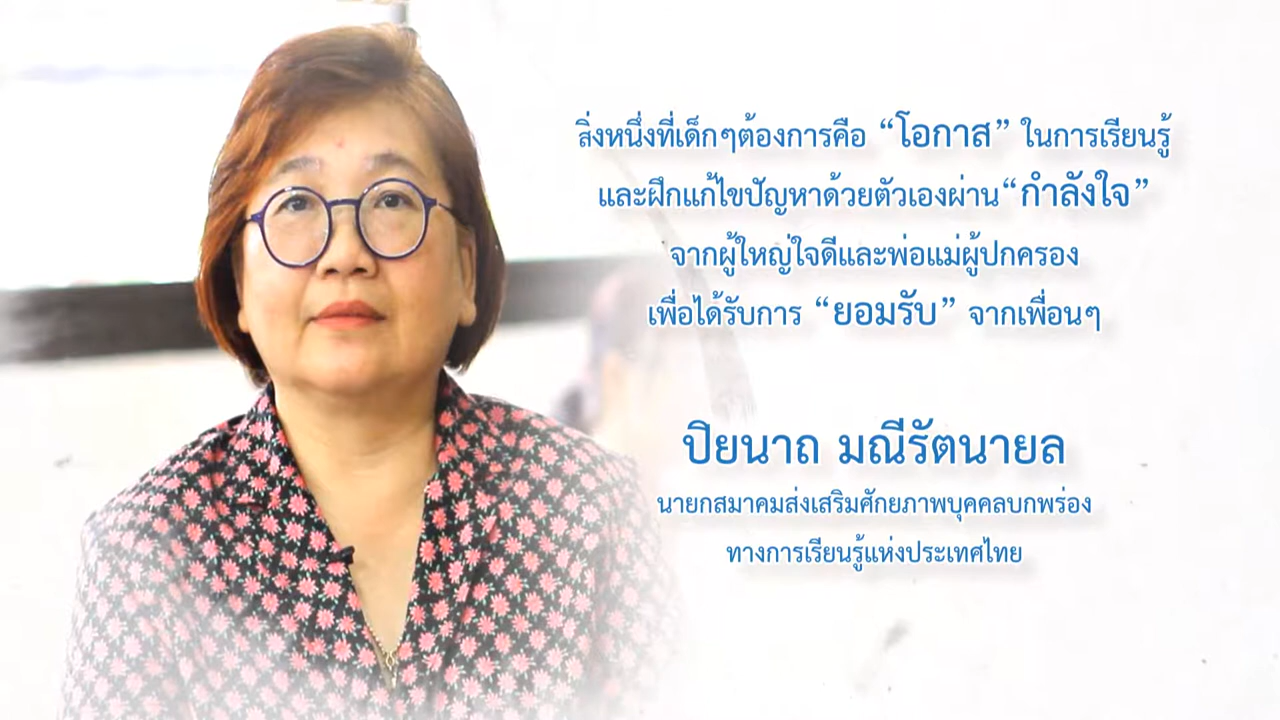 สิ่งหนึ่งที่เด็กๆต้องการคือ “โอกาส” ในการเรียนรู้
และฝึกแก้ไขปัญหาด้วยตัวเองผ่าน“กำลังใจ”
จากผู้ใหญ่ใจดีและพ่อแม่ผู้ปกครอง
เพื่อได้รับการ “ยอมรับ” จากเพื่อนๆ
ปิยนาถ มณีรัตนายล
นายกสมาคมส่งเสริมศักยภาพบุคคลบกพร่อง
ทางการเรียนรู้แห่งประเทศไทย